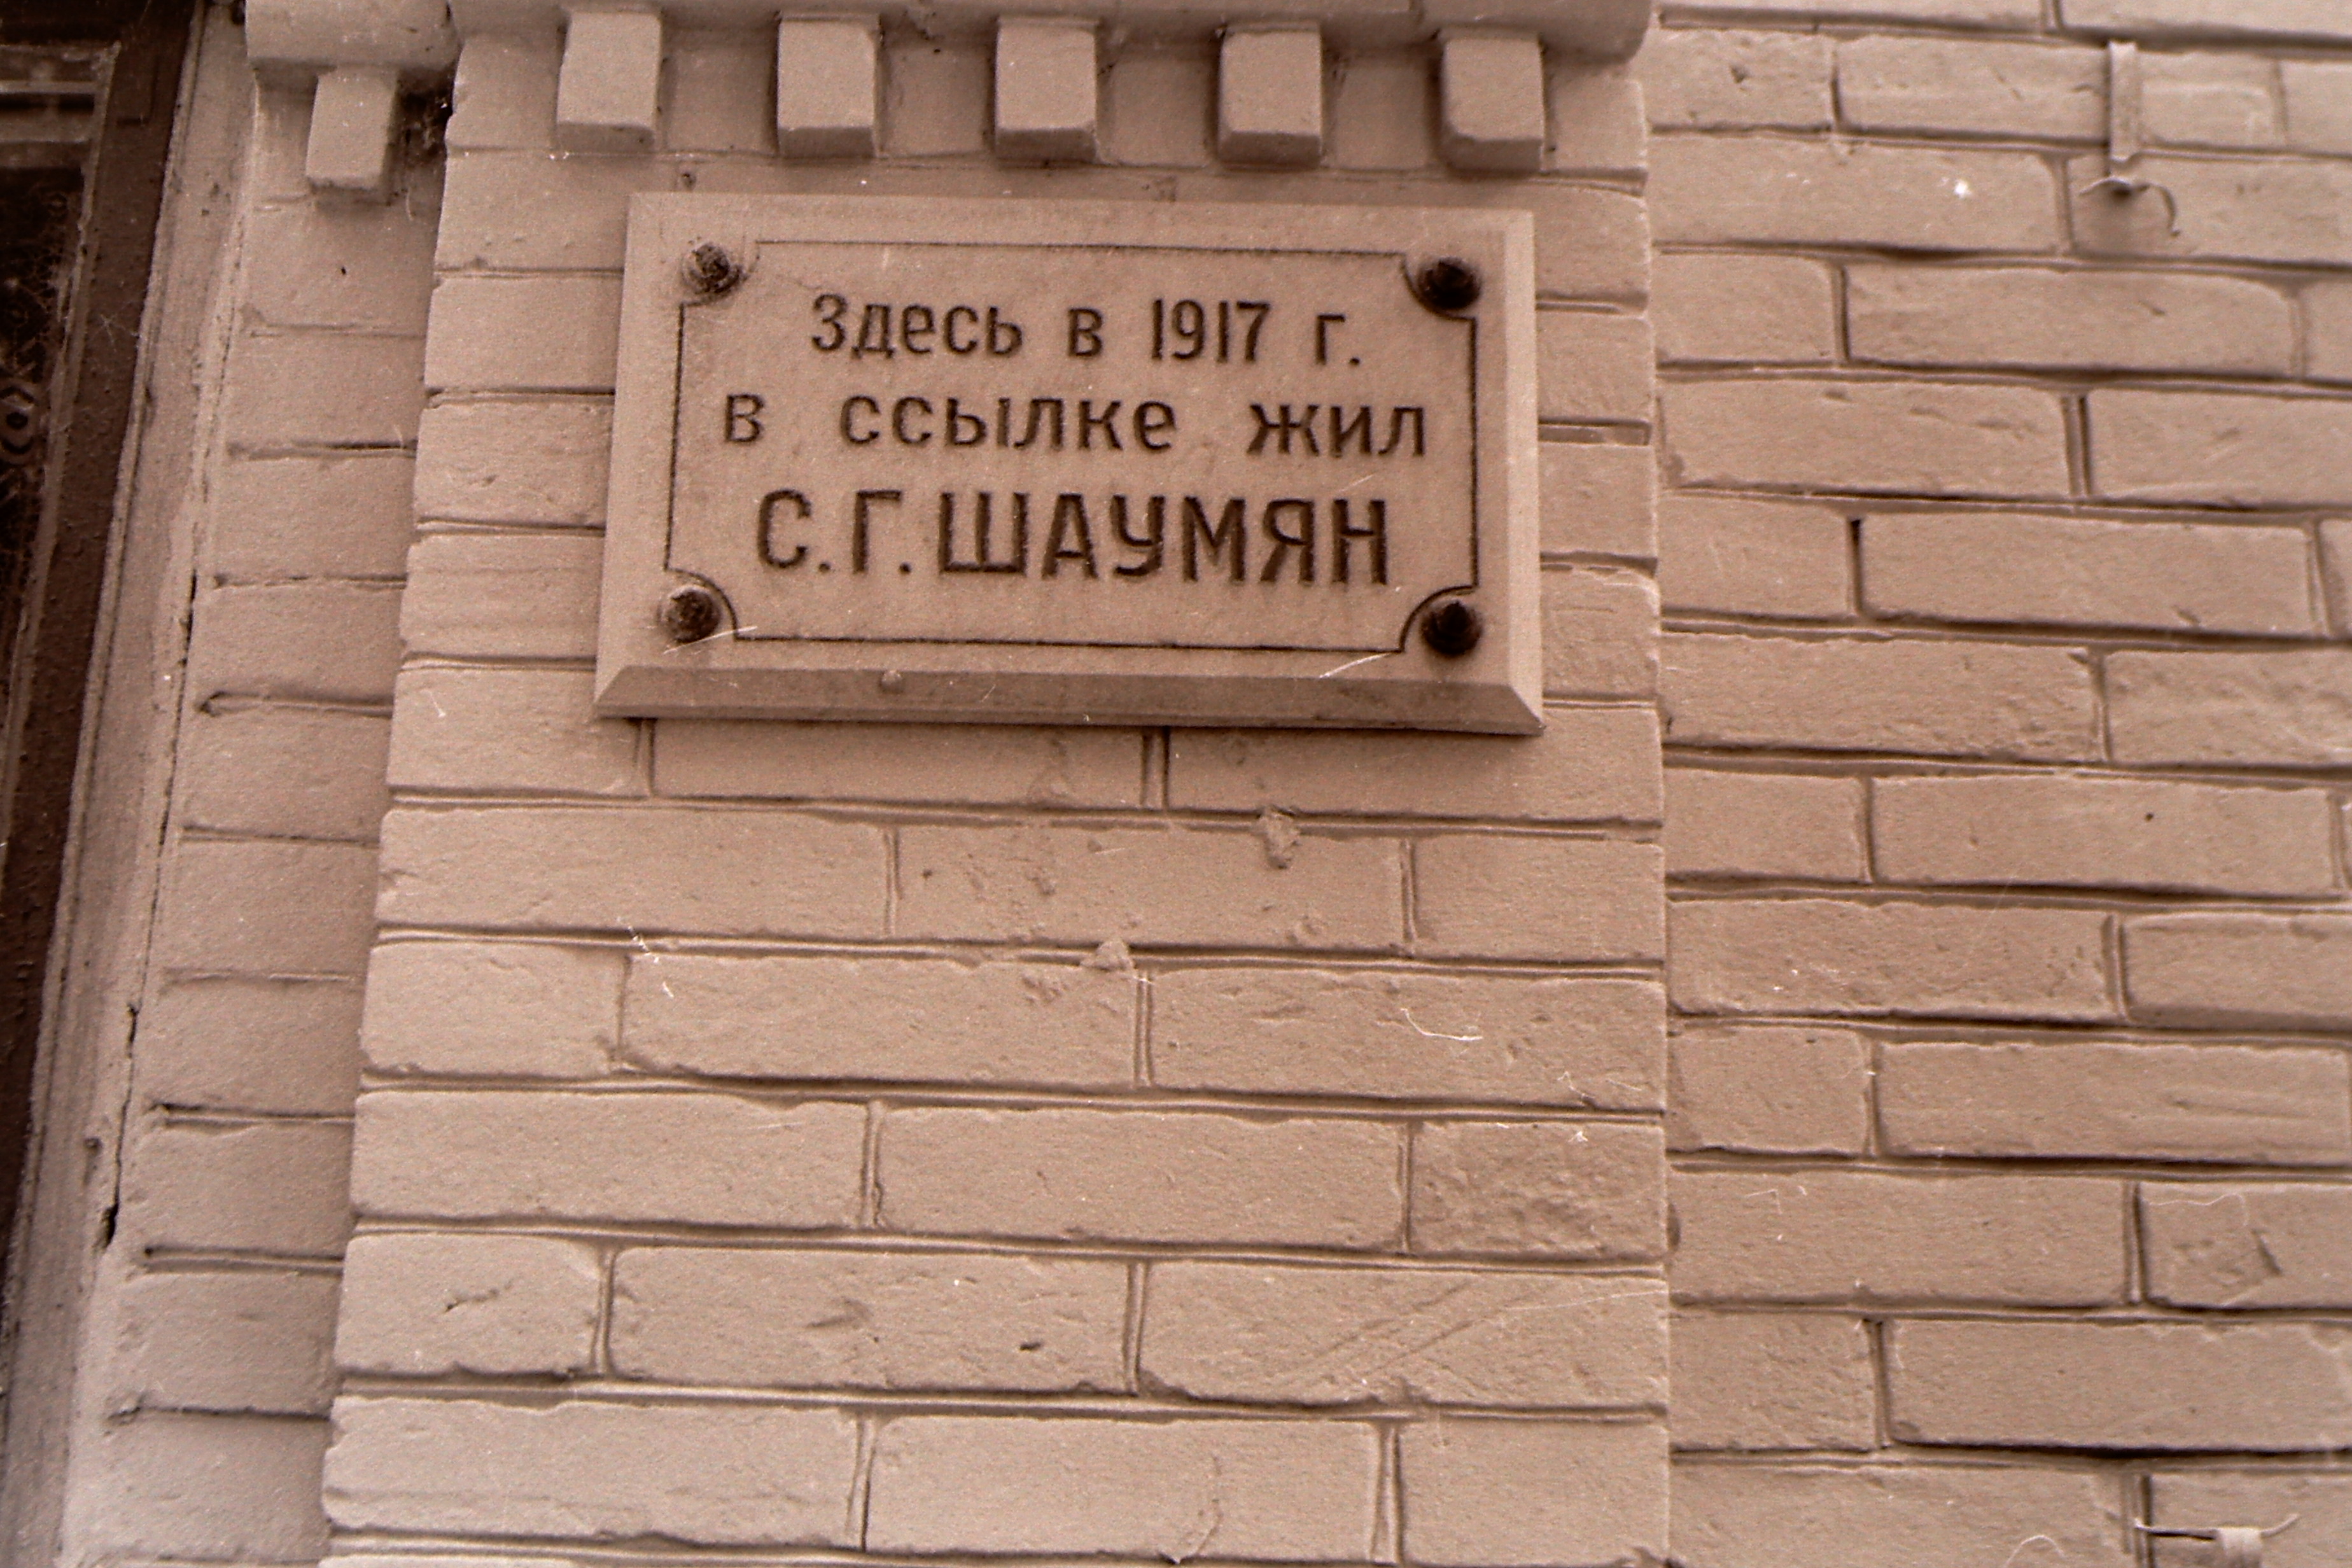 Здесь в 1917 г.
в ссылке жил
С.Г. ШАУМЯН